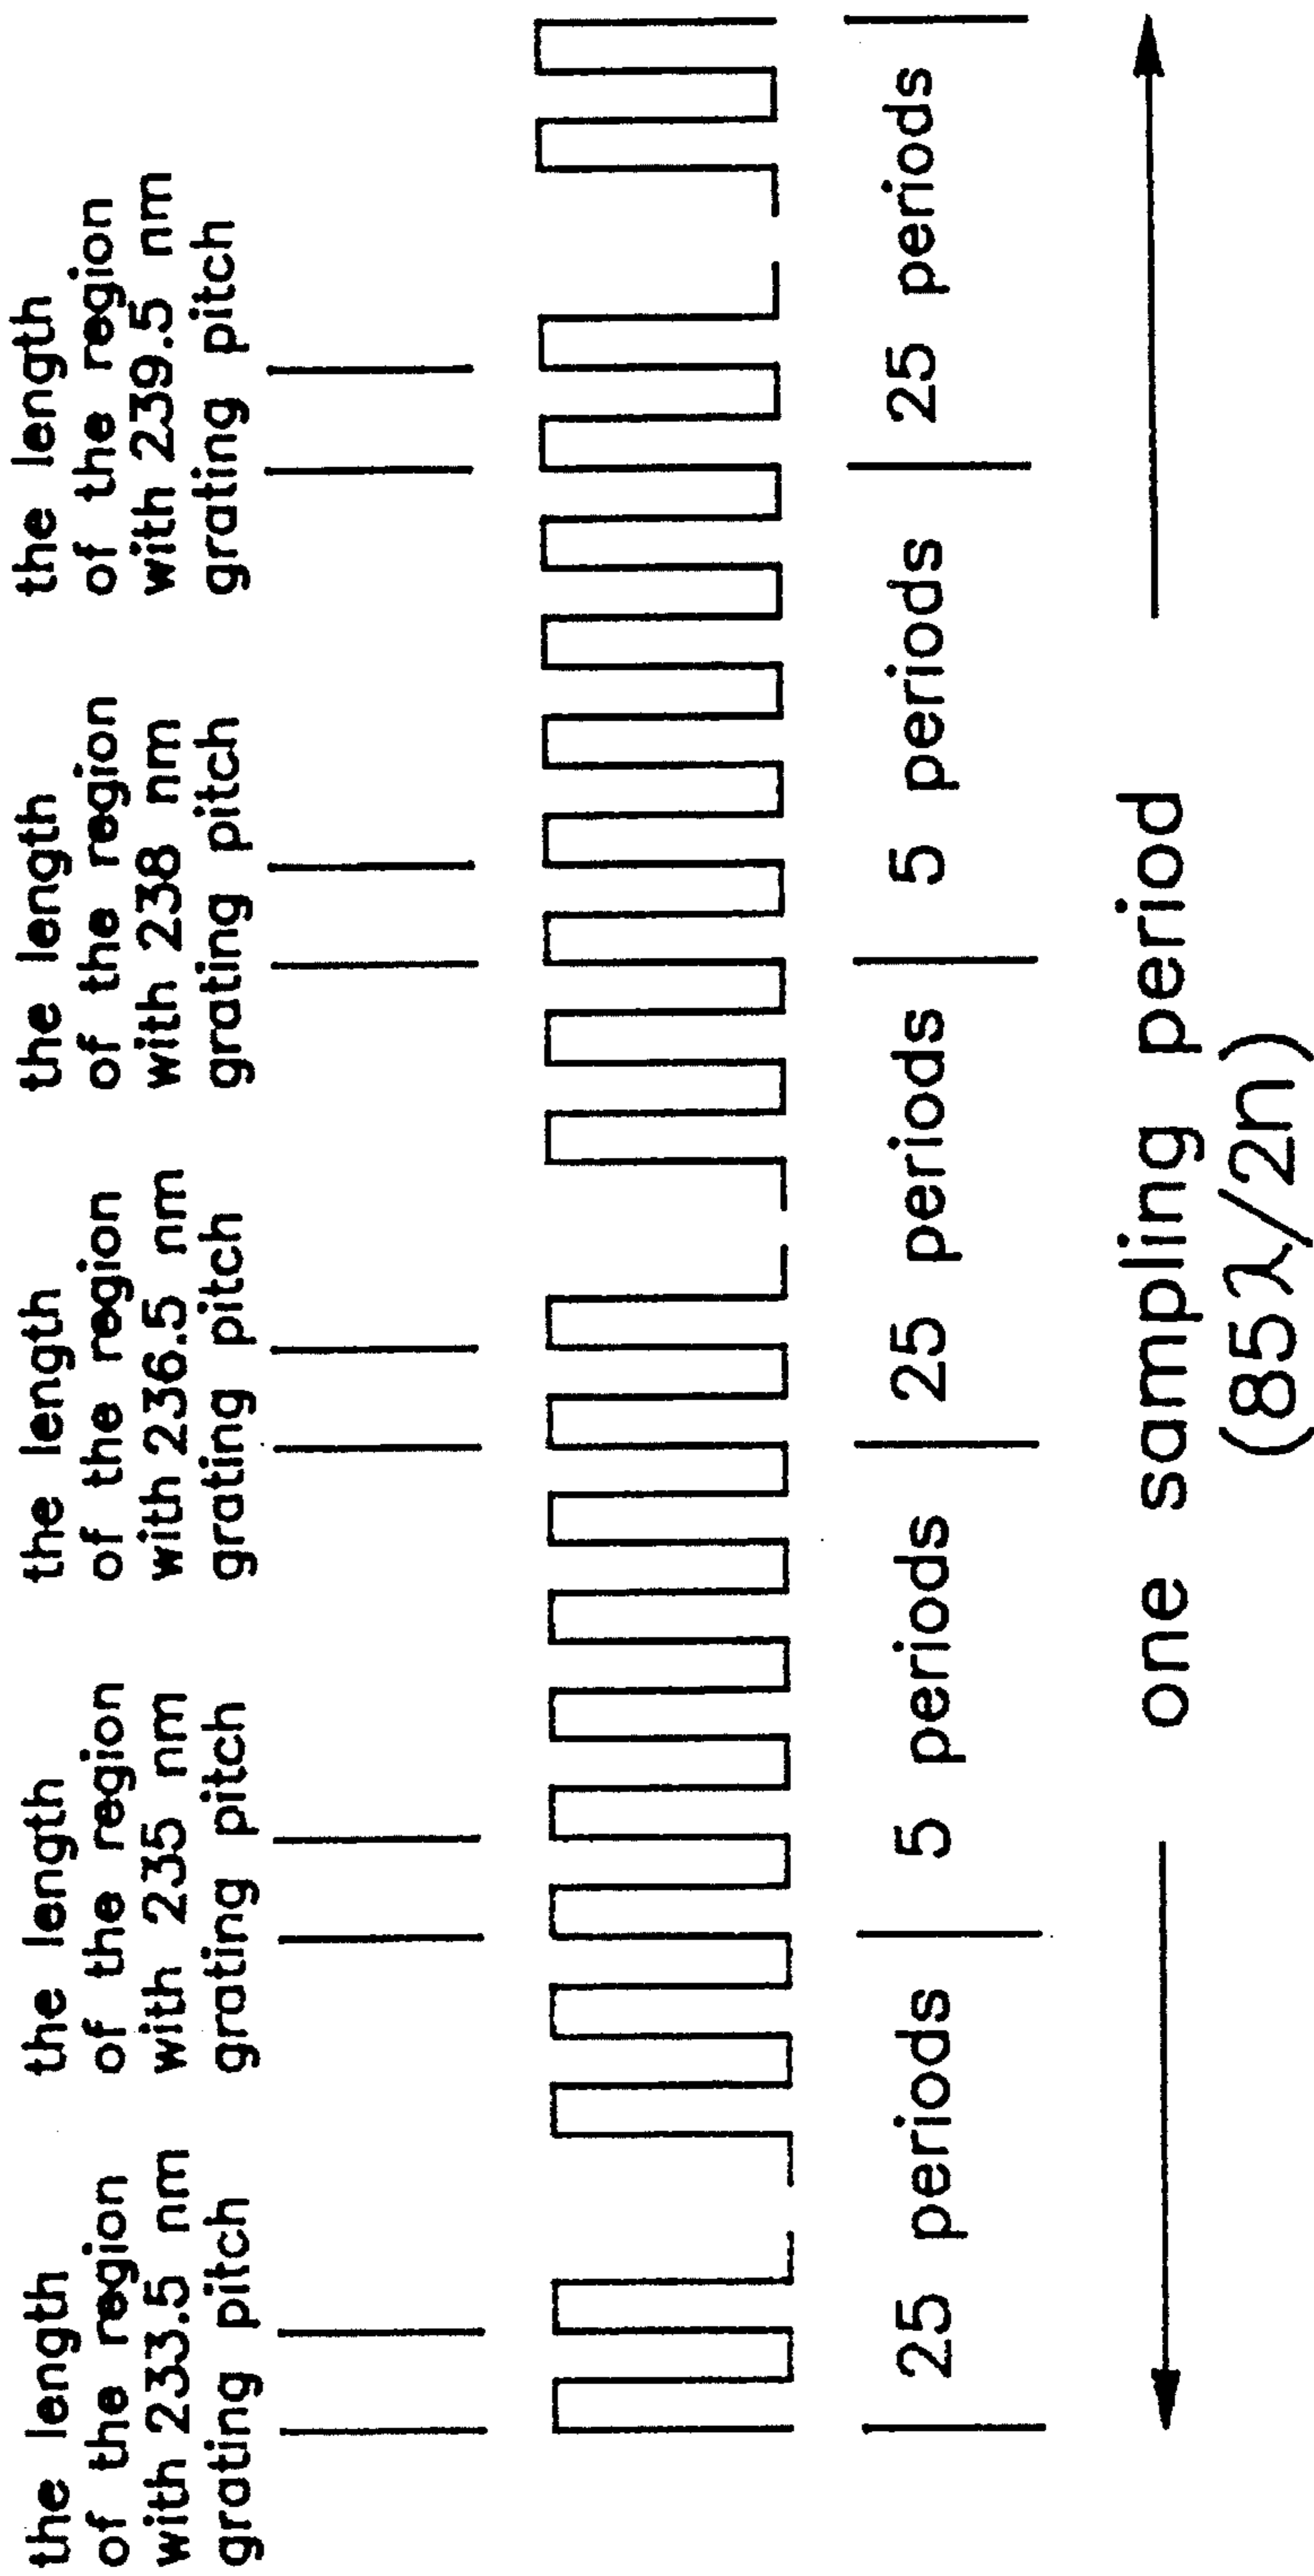 the length
of the region
with 233.5 nm
grating pitch
the length
of the region
with 235 nm
grating pitch
the length
of the region
with 236.5 nm
grating pitch
the length
of the region
with 238 nm
grating pitch
the length
of the region
with 239.5 nm
grating pitch
25 periods
5 periods
25 periods
5 periods
25 periods
one sampling period
(85λ/2n)